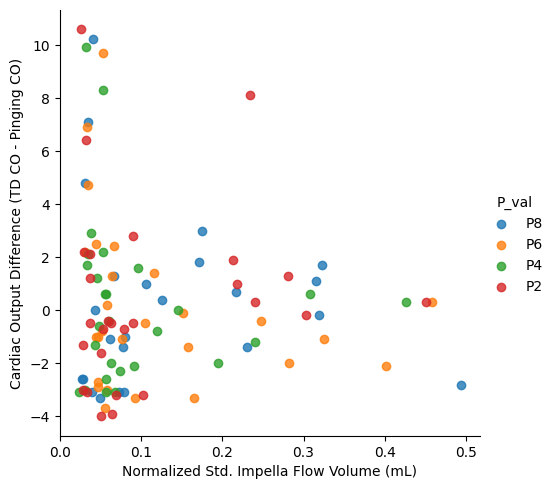 Cardiac Output Difference (TD CO - Pinging CO)
10
8
6
4
2
0
−2
−4
0.0
0.1
0.2
0.3
0.4
0.5
Normalized Std. Impella Flow Volume (mL)
P_val
P8
P6
P4
P2